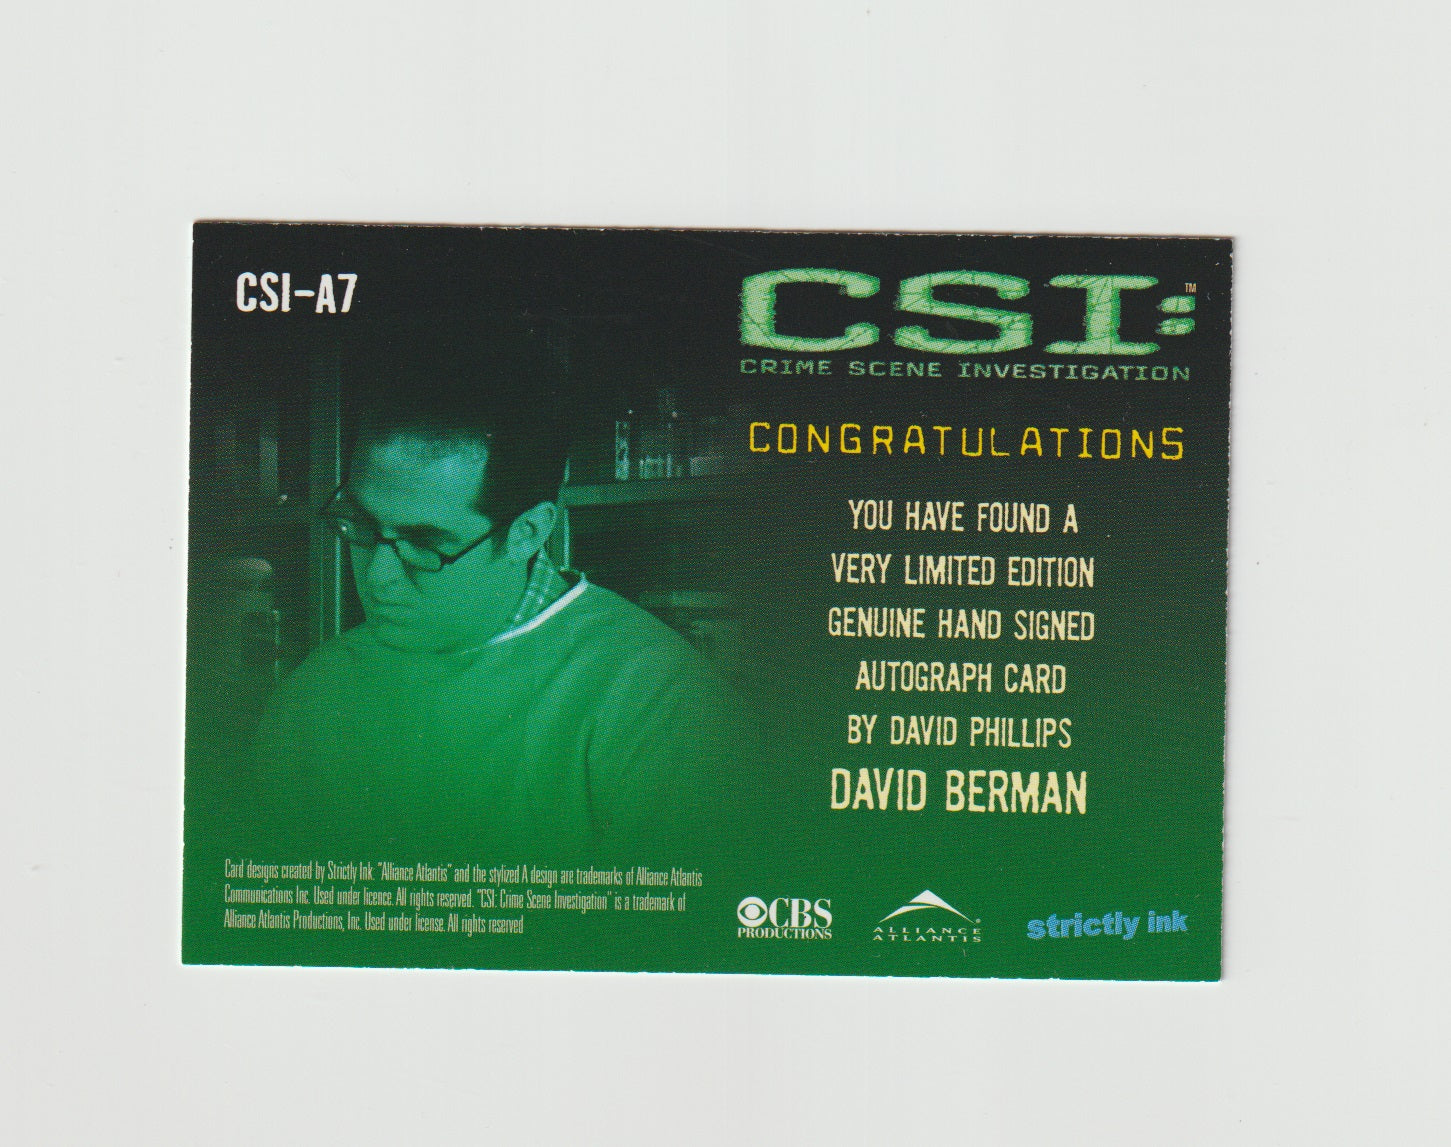 CSI-A7
CSI:™
CRIME SCENE INVESTIGATION
CONGRATULATIONS
YOU HAVE FOUND A
VERY LIMITED EDITION
GENUINE HAND SIGNED
AUTOGRAPH CARD
BY DAVID PHILLIPS
DAVID BERMAN
Card designs created by Strictly Ink. "Alliance Atlantis" and the stylized A design are trademarks of Alliance Atlantis
Communications Inc. Used under licence. All rights reserved. "CSI: Crime Scene Investigation" is a trademark of
Alliance Atlantis Productions, Inc. Used under license. All rights reserved
CBS
PRODUCTIONS
ALLIANCE
ATLANTIS
strictly ink